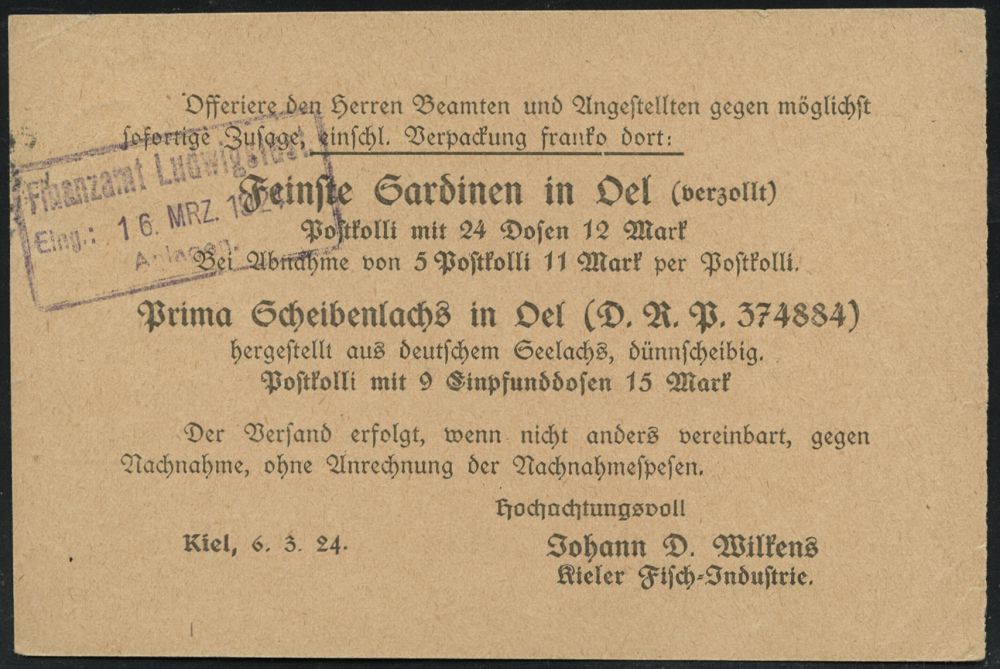 Offeriere den Herren Beamten und Angestellten gegen möglichst
sofortige Zusage, einschl. Verpackung franko dort:
Feinste Sardinen in Oel (verzollt)
Postkolli mit 24 Dosen 12 Mark
Bei Abnahme von 5 Postkolli 11 Mark per Postkolli.
Prima Scheibenlachs in Oel (D. R. P. 374884)
hergestellt aus deutschem Seelachs, dünnscheibig.
Postkolli mit 9 Einpfunddosen 15 Mark
Der Versand erfolgt, wenn nicht anders vereinbart, gegen
Nachnahme, ohne Anrechnung der Nachnahmespesen.
Hochachtungsvoll
Kiel, 6. 3. 24.
Johann D. Wilkens
Kieler Fisch-Industrie.
Finanzamt
Eing.: 16. MRZ.